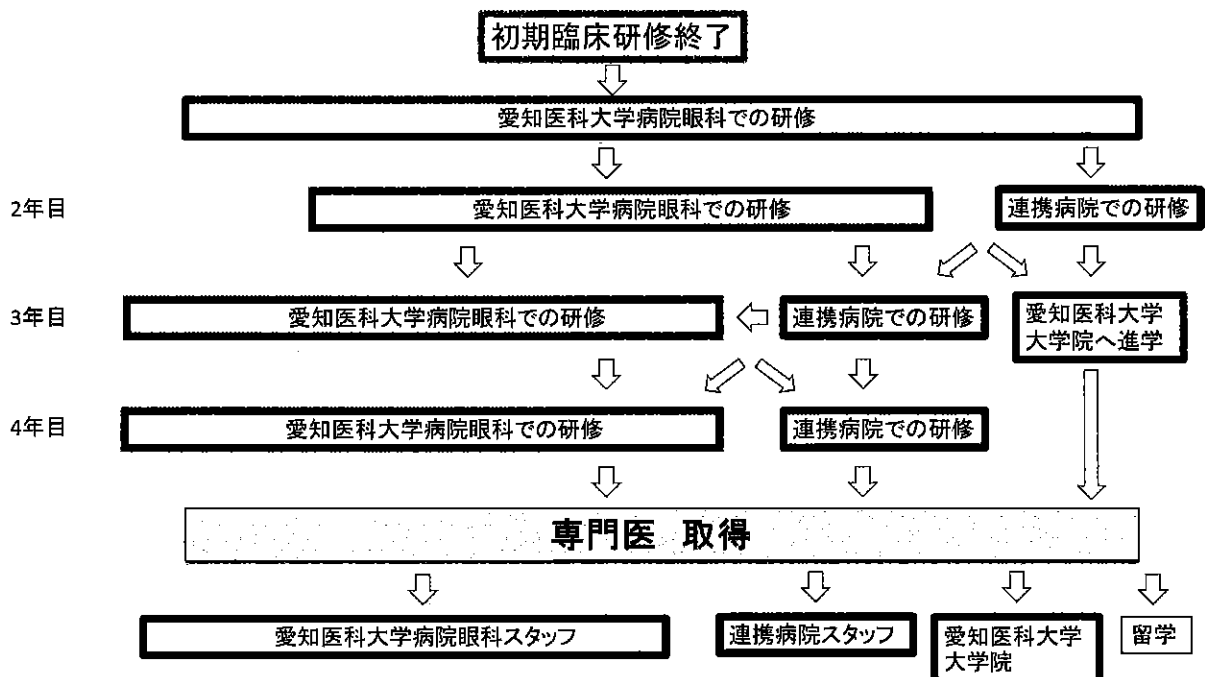 初期臨床研修終了
愛知医科大学病院眼科での研修
2年目
愛知医科大学病院眼科での研修
連携病院での研修
3年目
愛知医科大学病院眼科での研修
連携病院での研修
愛知医科大学
大学院へ進学
4年目
愛知医科大学病院眼科での研修
連携病院での研修
専門医 取得
愛知医科大学病院眼科スタッフ
連携病院スタッフ
愛知医科大学
大学院
留学